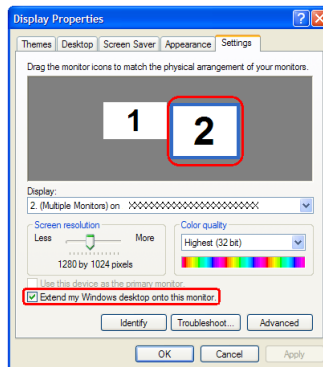 Display Properties
Themes Desktop Screen Saver Appearance Settings
Drag the monitor icons to match the physical arrangement of your monitors.
1 2
Display:
2. (Multiple Monitors) on XXXXXXXXXXXXXXXXXXXXXX
Screen resolution Color quality
Less More Highest (32 bit)
1280 by 1024 pixels
Use this device as the primary monitor.
Extend my Windows desktop onto this monitor.
Identify Troubleshoot... Advanced
OK Cancel Apply